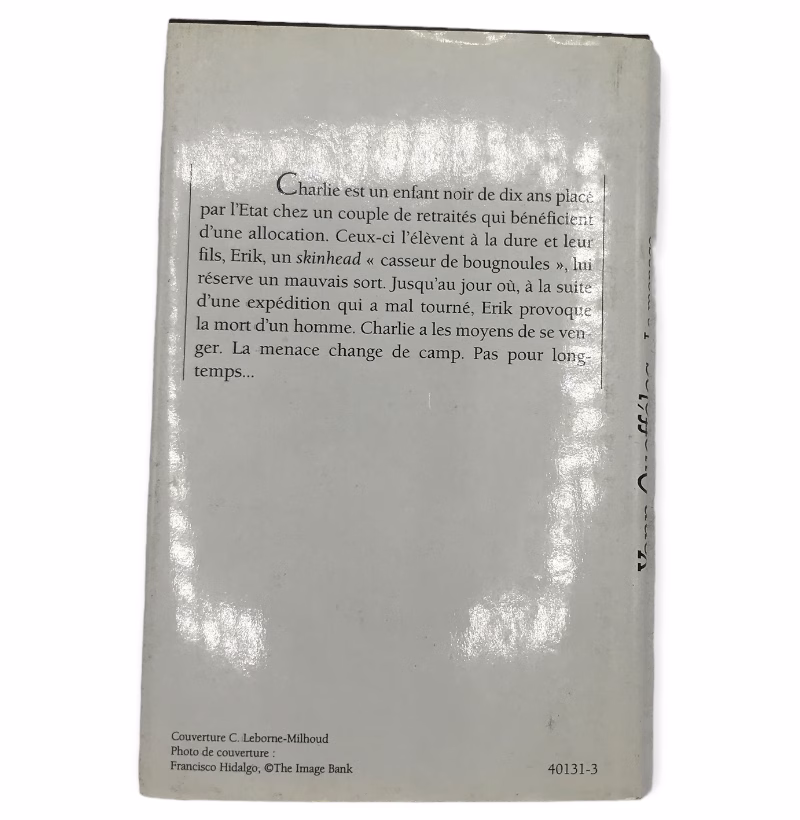 Charlie est un enfant noir de dix ans placé
par l'Etat chez un couple de retraités qui bénéficient
d'une allocation. Ceux-ci l'élèvent à la dure et leur
fils, Erik, un skinhead « casseur de bougnoules », lui
réserve un mauvais sort. Jusqu'au jour où, à la suite
d'une expédition qui a mal tourné, Erik provoque
la mort d'un homme. Charlie a les moyens de se ven-
ger. La menace change de camp. Pas pour long-
temps...
Couverture C. Leborne-Milhoud
Photo de couverture :
Francisco Hidalgo, ©The Image Bank
40131-3